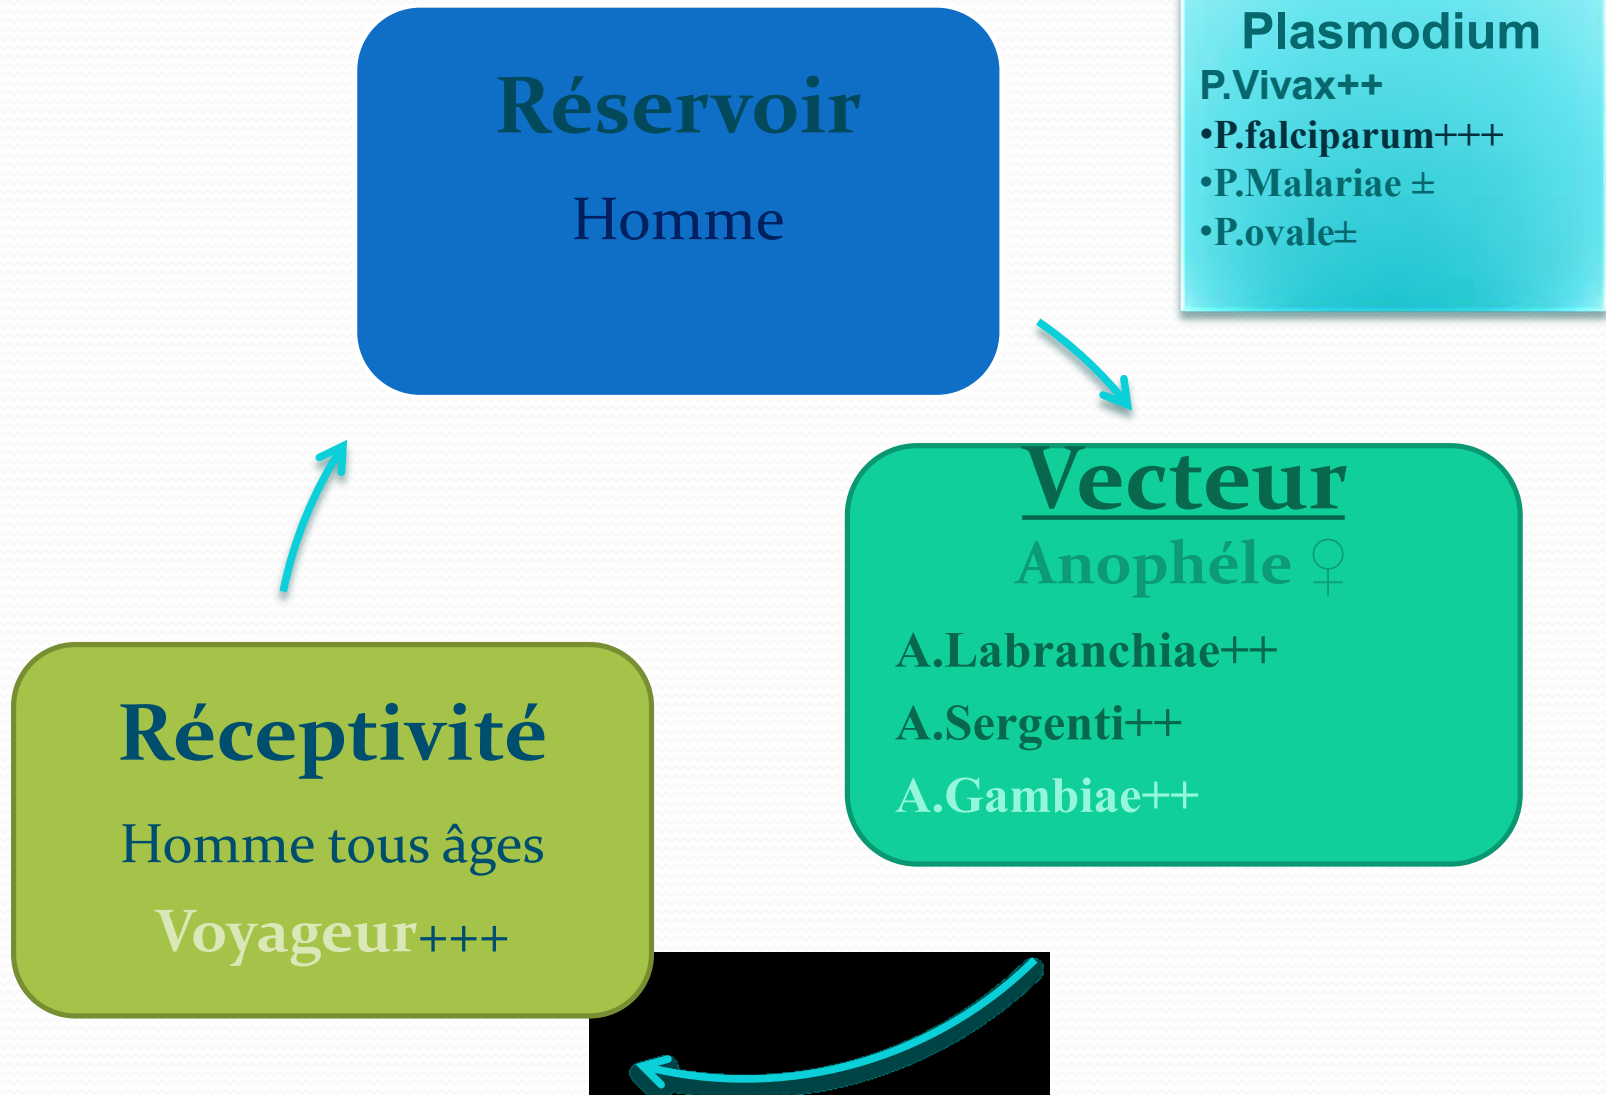 Réservoir
Homme
Plasmodium
P.Vivax++
•P.falciparum+++
•P.Malariae ±
•P.ovale±
Vecteur
Anophéle ♀
A.Labranchiae++
A.Sergenti++
A.Gambiae++
Réceptivité
Homme tous âges
Voyageur+++